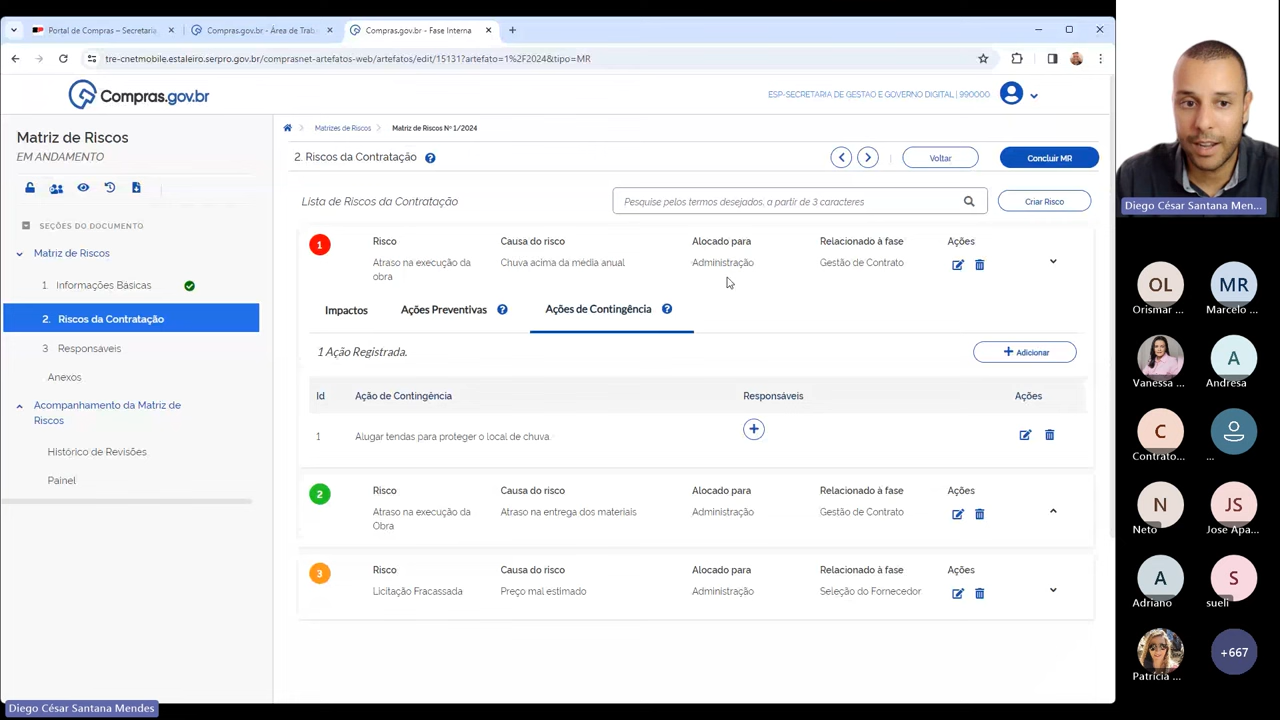 Portal de Compras – Secretaria
Compras.gov.br - Área de Trab
Compras.gov.br - Fase Interna
tre-cnetmobile.estaleiro.serpro.gov.br/comprasnet-artefatos-web/artefatos/edit/15131?artefato=1%2F2024&tipo=MR
Compras.gov.br
ESP-SECRETARIA DE GESTAO E GOVERNO DIGITAL | 990000
Matriz de Riscos
EM ANDAMENTO
SEÇÕES DO DOCUMENTO
Matriz de Riscos
1 Informações Básicas
2. Riscos da Contratação
3 Responsáveis
Anexos
Acompanhamento da Matriz de
Riscos
Histórico de Revisões
Painel
Matrizes de Riscos
Matriz de Riscos Nº 1/2024
2. Riscos da Contratação ?
Voltar
Concluir MR
Lista de Riscos da Contratação
Pesquise pelos termos desejados, a partir de 3 caracteres
Criar Risco
1 Risco Causa do risco Alocado para Relacionado à fase Ações
Atraso na execução da Chuva acima da média anual Administração Gestão de Contrato
obra
Impactos Ações Preventivas ? Ações de Contingência ?
1 Ação Registrada.
+ Adicionar
Id Ação de Contingência Responsáveis Ações
1 Alugar tendas para proteger o local de chuva.
2 Risco Causa do risco Alocado para Relacionado à fase Ações
Atraso na execução da Atraso na entrega dos materiais Administração Gestão de Contrato
Obra
3 Risco Causa do risco Alocado para Relacionado à fase Ações
Licitação Fracassada Preço mal estimado Administração Seleção do Fornecedor
Diego César Santana Men...
OL MR
Orismar ... Marcelo ...
A
Vanessa ... Andresa
C
Contrato... ...
N JS
Neto Jose Apa...
A S
Adriano sueli
+667
Patrícia ...
Diego César Santana Mendes